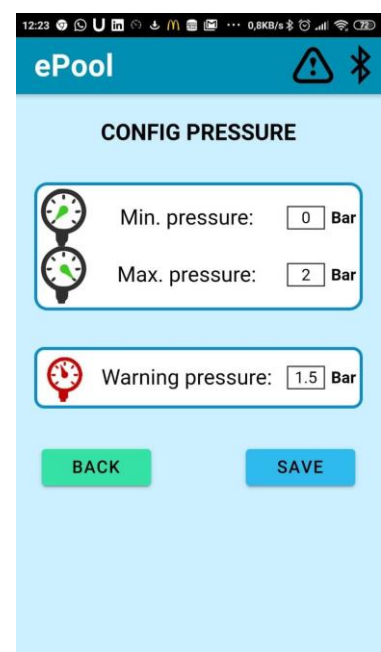 12:23 ··· 0,8KB/s 72
ePool
CONFIG PRESSURE
Min. pressure: 0 Bar
Max. pressure: 2 Bar
Warning pressure: 1.5 Bar
BACK SAVE